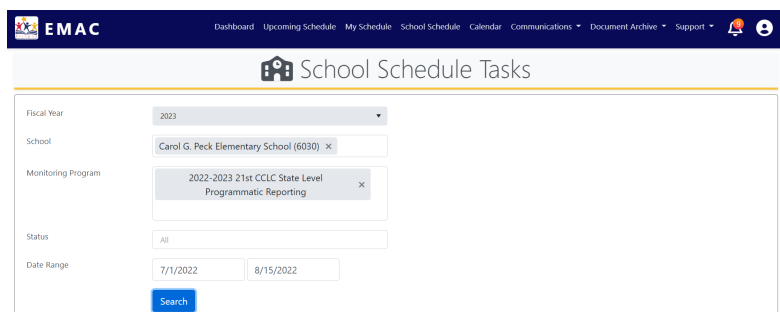 EMAC Dashboard Upcoming Schedule My Schedule School Schedule Calendar Communications Document Archive Support 9
School Schedule Tasks
Fiscal Year 2023
School Carol G. Peck Elementary School (6030) ×
Monitoring Program 2022-2023 21st CCLC State Level
Programmatic Reporting ×
Status All
Date Range 7/1/2022 8/15/2022
Search